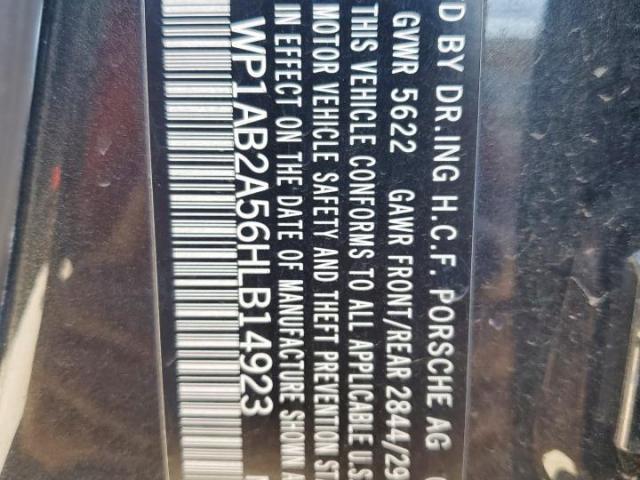 D BY DR.ING H.C.F. PORSCHE AG
GVWR 5622 GAWR FRONT/REAR 2844/29
THIS VEHICLE CONFORMS TO ALL APPLICABLE U.S.
MOTOR VEHICLE SAFETY AND THEFT PREVENTION ST
IN EFFECT ON THE DATE OF MANUFACTURE SHOWN A
WP1AB2A56HLB14923